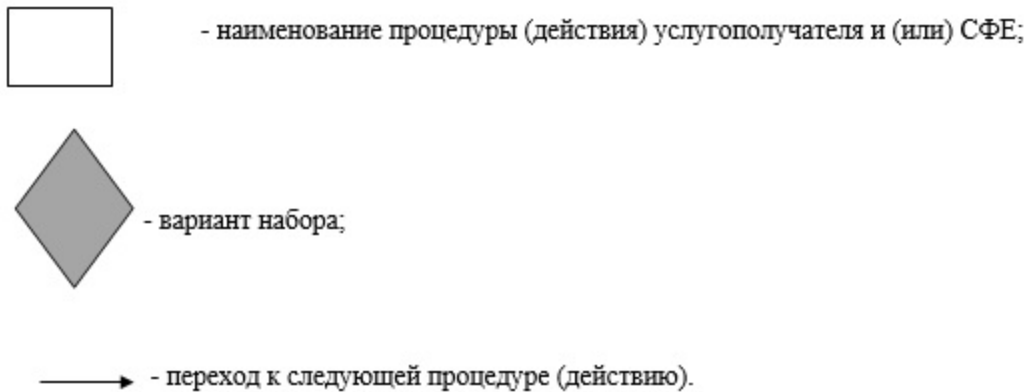 - наименование процедуры (действия) услугополучателя и (или) СФЕ;
- вариант набора;
- переход к следующей процедуре (действию).